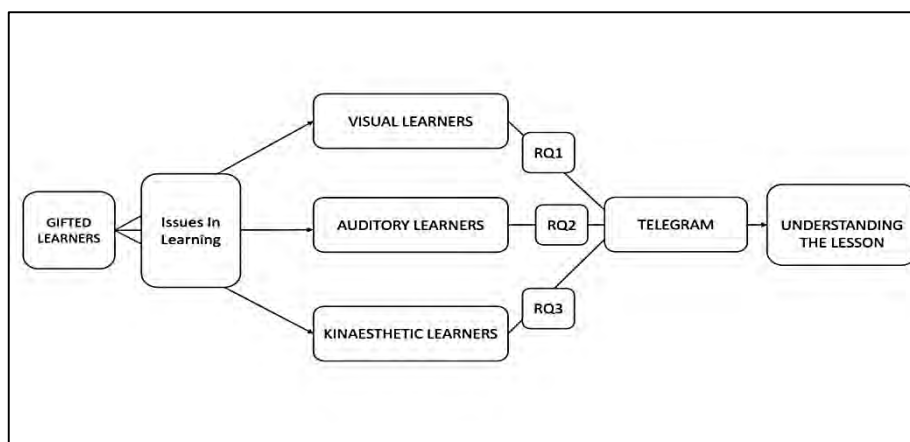 GIFTED
LEARNERS
Issues In
Learning
VISUAL LEARNERS
AUDITORY LEARNERS
KINAESTHETIC LEARNERS
RQ1
RQ2
RQ3
TELEGRAM
UNDERSTANDING
THE LESSON